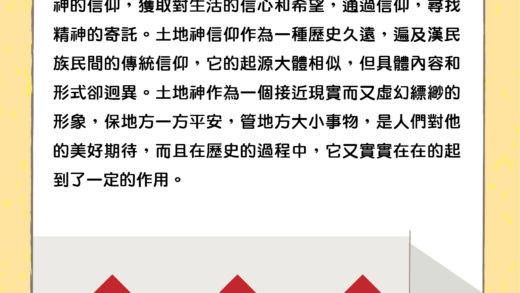 神的信仰，獲取對生活的信心和希望，通過信仰，尋找
精神的寄託。土地神信仰作為一種歷史久遠，遍及漢民
族民間的傳統信仰，它的起源大體相似，但具體內容和
形式卻迥異。土地神作為一個接近現實而又虛幻縹緲的
形象，保地方一方平安，管地方大小事物，是人們對他
的美好期待，而且在歷史的過程中，它又實實在在的起
到了一定的作用。